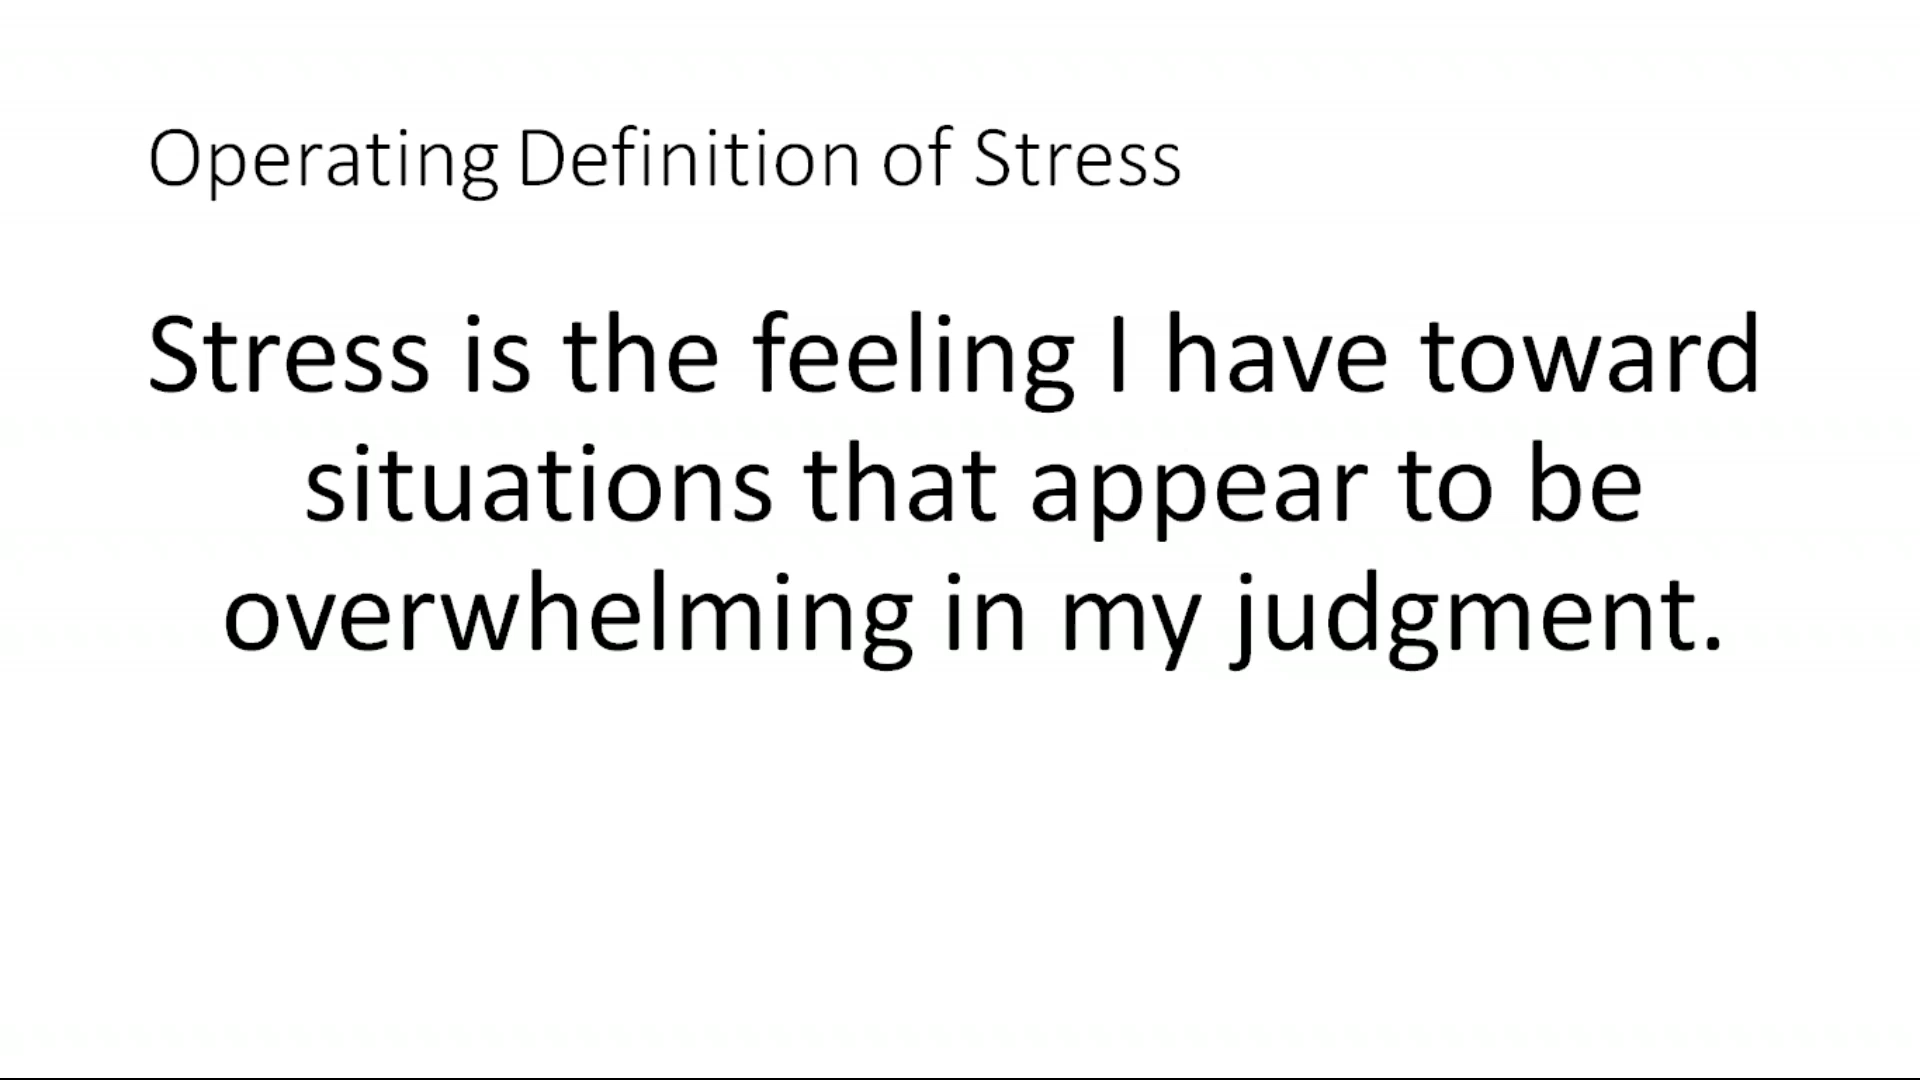 Operating Definition of Stress
Stress is the feeling I have toward
situations that appear to be
overwhelming in my judgment.